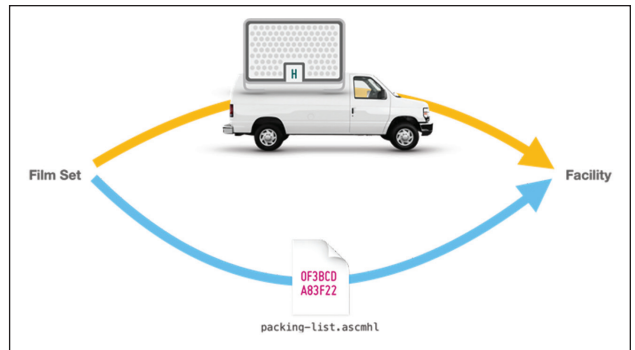 H
Film Set
Facility
0F3BCD
A83F22
packing-list.ascmhl